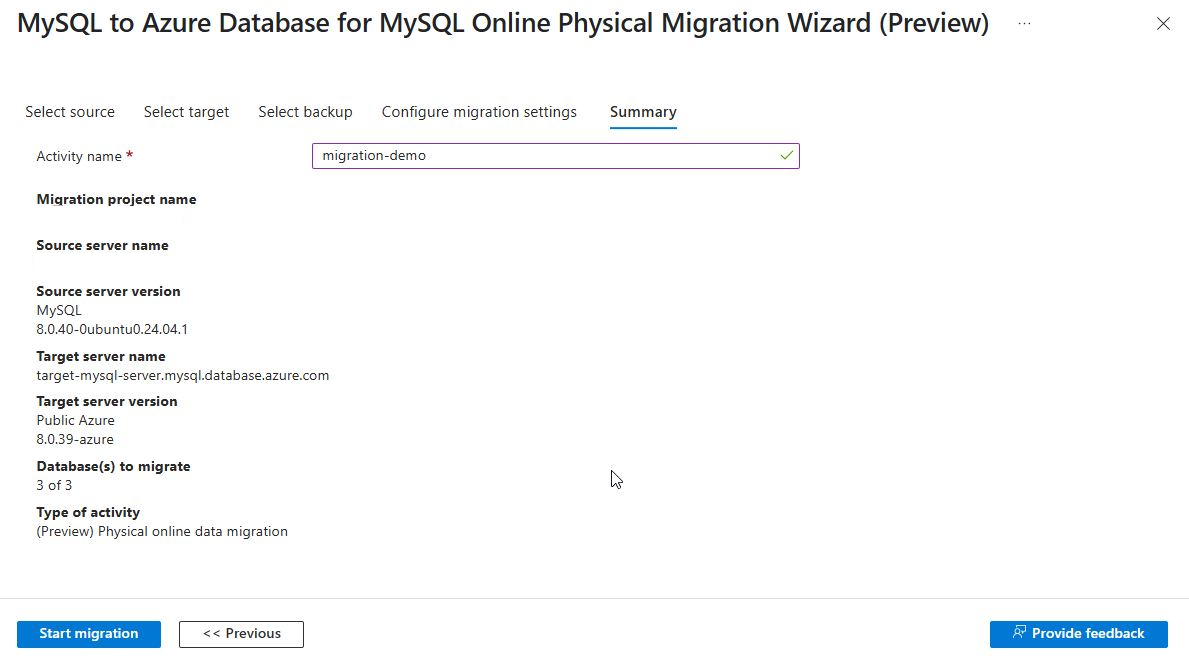 MySQL to Azure Database for MySQL Online Physical Migration Wizard (Preview) ...
Select source Select target Select backup Configure migration settings Summary
Activity name * migration-demo
Migration project name
Source server name
Source server version
MySQL
8.0.40-0ubuntu0.24.04.1
Target server name
target-mysql-server.mysql.database.azure.com
Target server version
Public Azure
8.0.39-azure
Database(s) to migrate
3 of 3
Type of activity
(Preview) Physical online data migration
Start migration << Previous Provide feedback